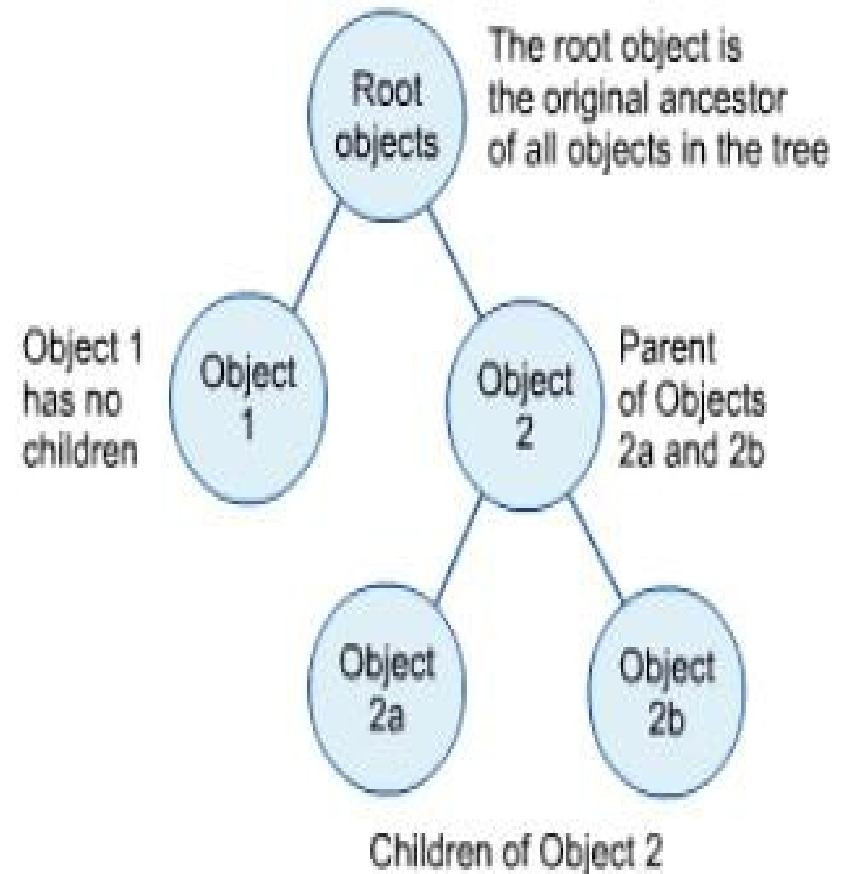 Root
objects
The root object is
the original ancestor
of all objects in the tree
Object 1
has no
children
Object
1
Object
2
Parent
of Objects
2a and 2b
Object
2a
Object
2b
Children of Object 2